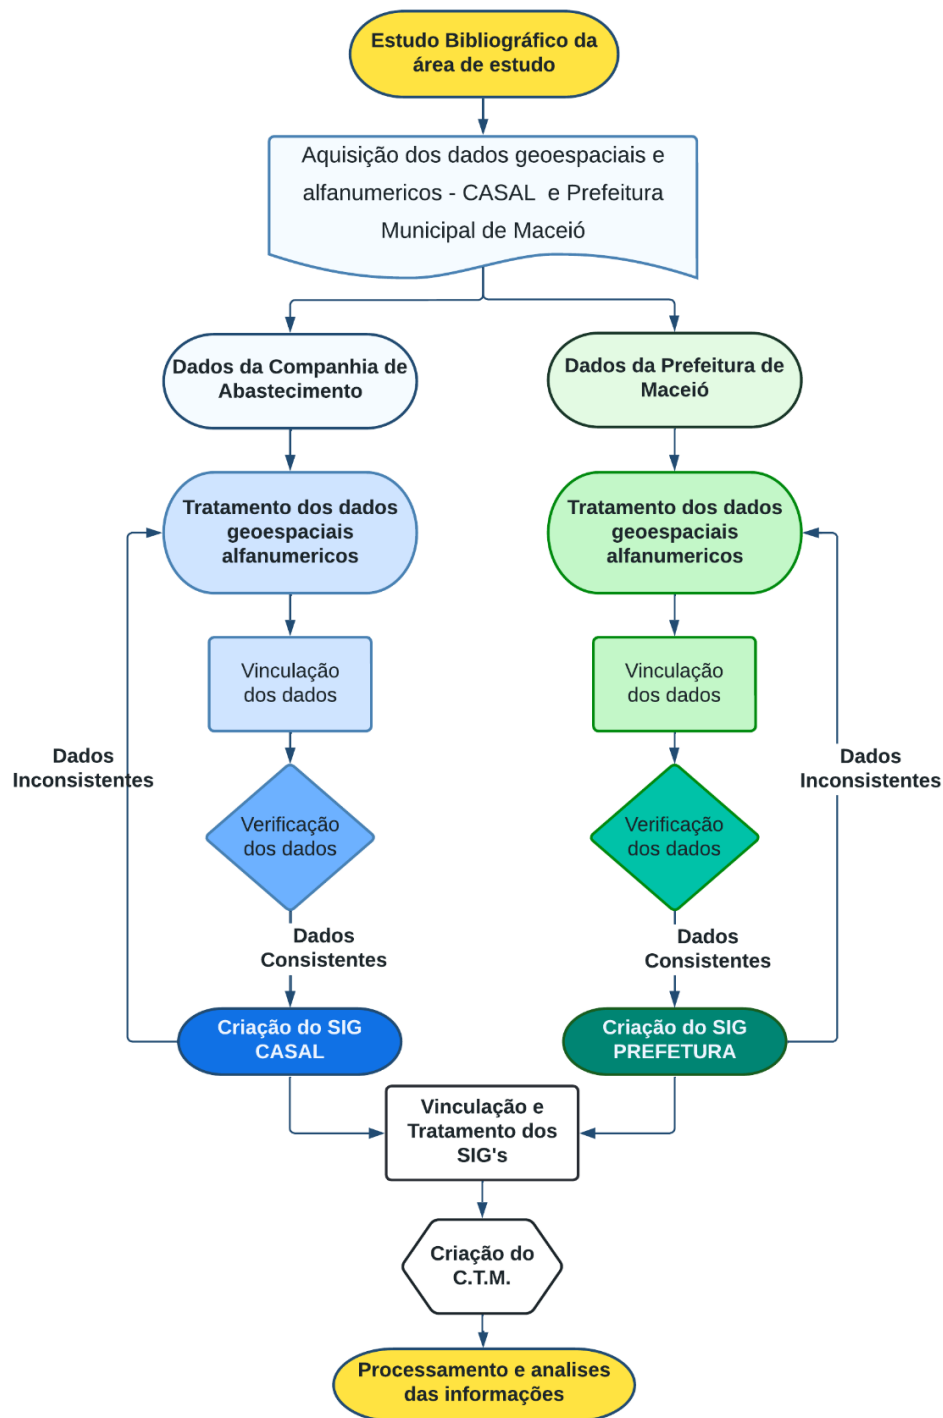 Estudo Bibliográfico da
área de estudo
Aquisição dos dados geoespaciais e
alfanumericos - CASAL e Prefeitura
Municipal de Maceió
Dados da Companhia de
Abastecimento
Dados da Prefeitura de
Maceió
Tratamento dos dados
geoespaciais
alfanumericos
Tratamento dos dados
geoespaciais
alfanumericos
Vinculação
dos dados
Vinculação
dos dados
Dados
Inconsistentes
Dados
Inconsistentes
Verificação
dos dados
Verificação
dos dados
Dados
Consistentes
Dados
Consistentes
Criação do SIG
CASAL
Criação do SIG
PREFETURA
Vinculação e
Tratamento dos
SIG's
Criação do
C.T.M.
Processamento e analises
das informações